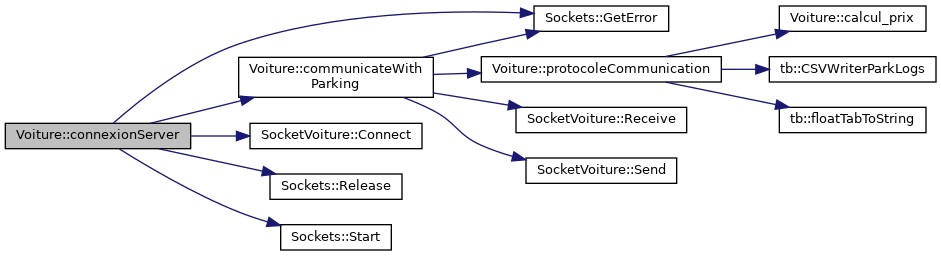 Voiture::connexionServer
Sockets::GetError
Voiture::communicateWith
Parking
SocketVoiture::Connect
Sockets::Release
Sockets::Start
Voiture::protocoleCommunication
SocketVoiture::Receive
SocketVoiture::Send
Voiture::calcul_prix
tb::CSVWriterParkLogs
tb::floatTabToString